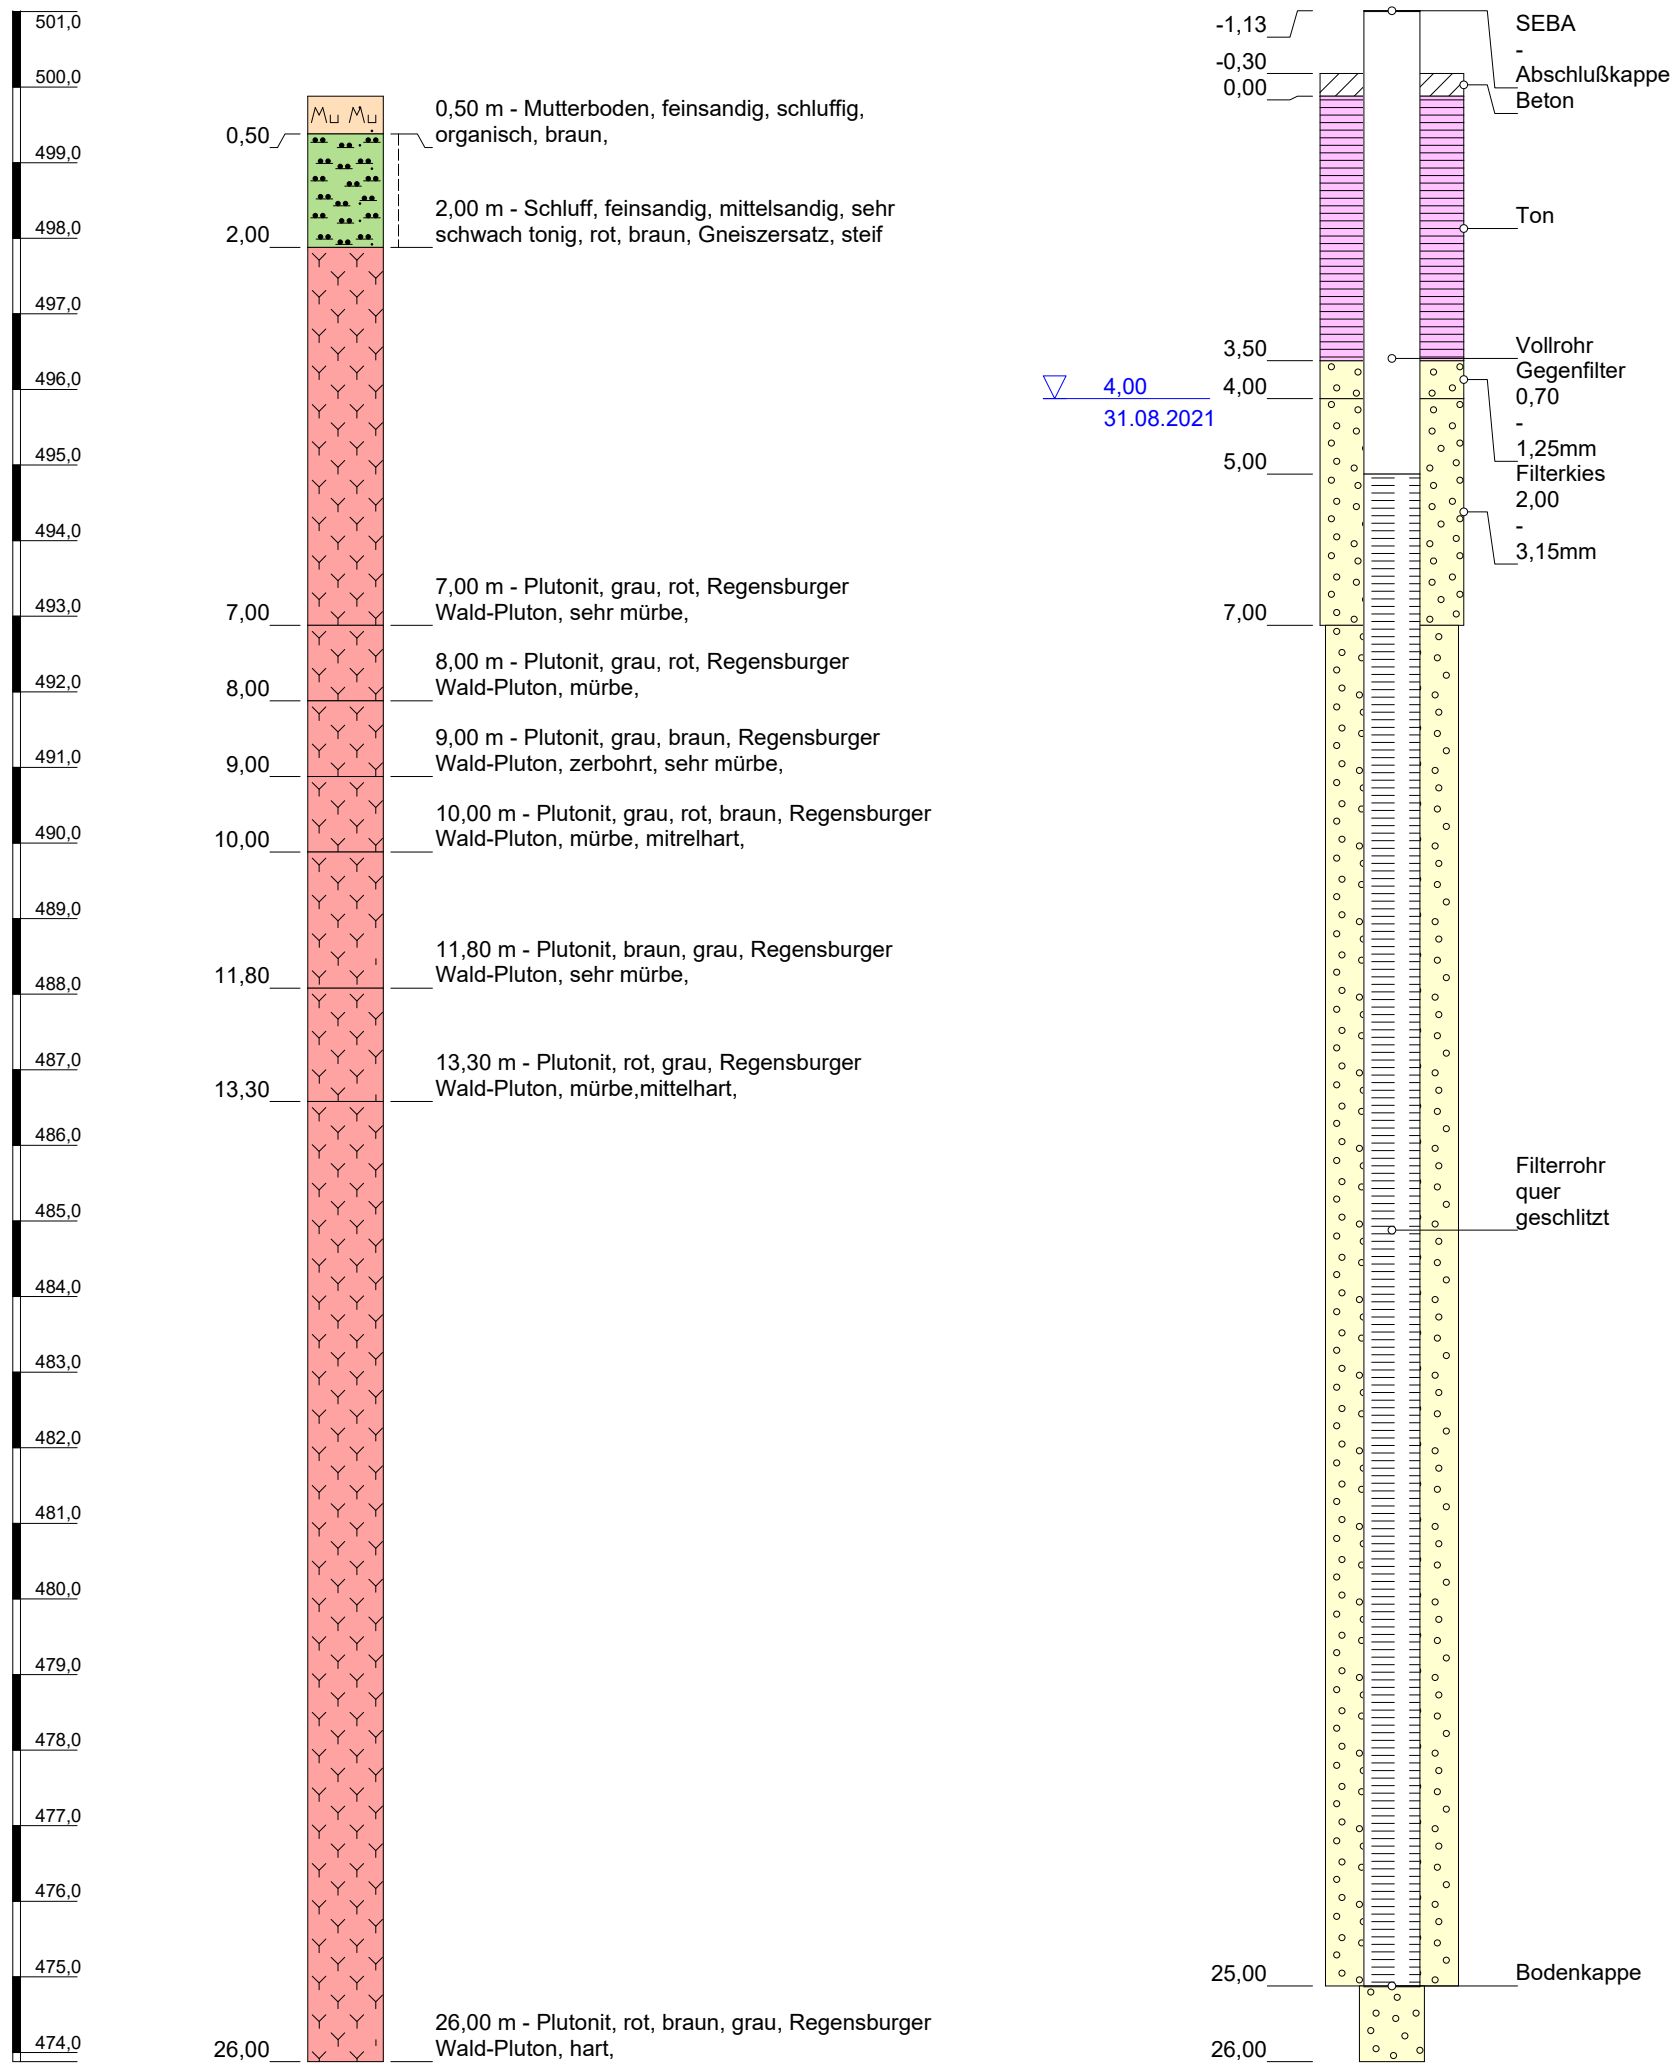 501,0
500,0
499,0
498,0
497,0
496,0
495,0
494,0
493,0
492,0
491,0
490,0
489,0
488,0
487,0
486,0
485,0
484,0
483,0
482,0
481,0
480,0
479,0
478,0
477,0
476,0
475,0
474,0
0,50
2,00
7,00
8,00
9,00
10,00
11,80
13,30
26,00
0,50 m - Mutterboden, feinsandig, schluffig,
organisch, braun,
2,00 m - Schluff, feinsandig, mittelsandig, sehr
schwach tonig, rot, braun, Gneiszersatz, steif
7,00 m - Plutonit, grau, rot, Regensburger
Wald-Pluton, sehr mürbe,
8,00 m - Plutonit, grau, rot, Regensburger
Wald-Pluton, mürbe,
9,00 m - Plutonit, grau, braun, Regensburger
Wald-Pluton, zerbohrt, sehr mürbe,
10,00 m - Plutonit, grau, rot, braun, Regensburger
Wald-Pluton, mürbe, mitrelhart,
11,80 m - Plutonit, braun, grau, Regensburger
Wald-Pluton, sehr mürbe,
13,30 m - Plutonit, rot, grau, Regensburger
Wald-Pluton, mürbe,mittelhart,
26,00 m - Plutonit, rot, braun, grau, Regensburger
Wald-Pluton, hart,
4,00
31.08.2021
-1,13
-0,30
0,00
3,50
4,00
5,00
7,00
25,00
26,00
SEBA
-
Abschlußkappe
Beton
Ton
Vollrohr
Gegenfilter
0,70
-
1,25mm
Filterkies
2,00
-
3,15mm
Filterrohr
quer
geschlitzt
Bodenkappe